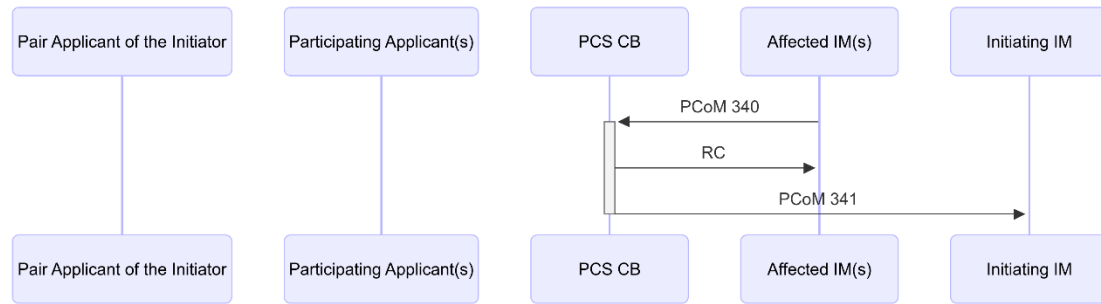 Pair Applicant of the Initiator
Participating Applicant(s)
PCS CB
Affected IM(s)
Initiating IM
PCoM 340
RC
PCoM 341
Pair Applicant of the Initiator
Participating Applicant(s)
PCS CB
Affected IM(s)
Initiating IM